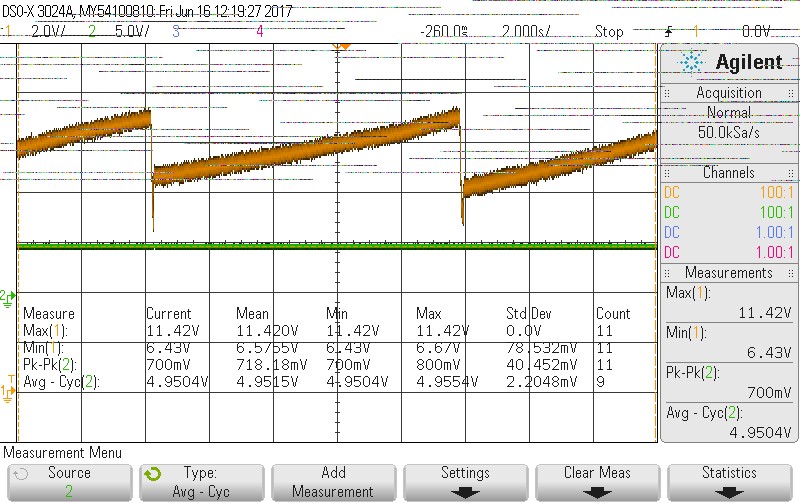 DSO-X 3024A, MY54100810: Fri Jun 16 12:19:27 2017
1 2.0V/ 2 5.0V/ 3 4 -260.0ms 2.000s/ Stop 1 0.0V
Agilent
Acquisition
Normal
50.0kSa/s
Channels
DC 100:1
DC 100:1
DC 1.00:1
DC 1.00:1
Measurements
Max(1):
11.42V
Min(1):
6.43V
Pk-Pk(2):
700mV
Avg - Cyc(2):
4.9504V
2
T
1
Measure Current Mean Min Max Std Dev Count
Max(1): 11.42V 11.420V 11.42V 11.42V 0.0V 11
Min(1): 6.43V 6.5755V 6.43V 6.67V 78.532mV 11
Pk-Pk(2): 700mV 718.18mV 700mV 800mV 40.452mV 11
Avg - Cyc(2): 4.9504V 4.9515V 4.9504V 4.9554V 2.2048mV 9
Measurement Menu
Source
2
Type:
Avg - Cyc
Add
Measurement
Settings
Clear Meas
Statistics